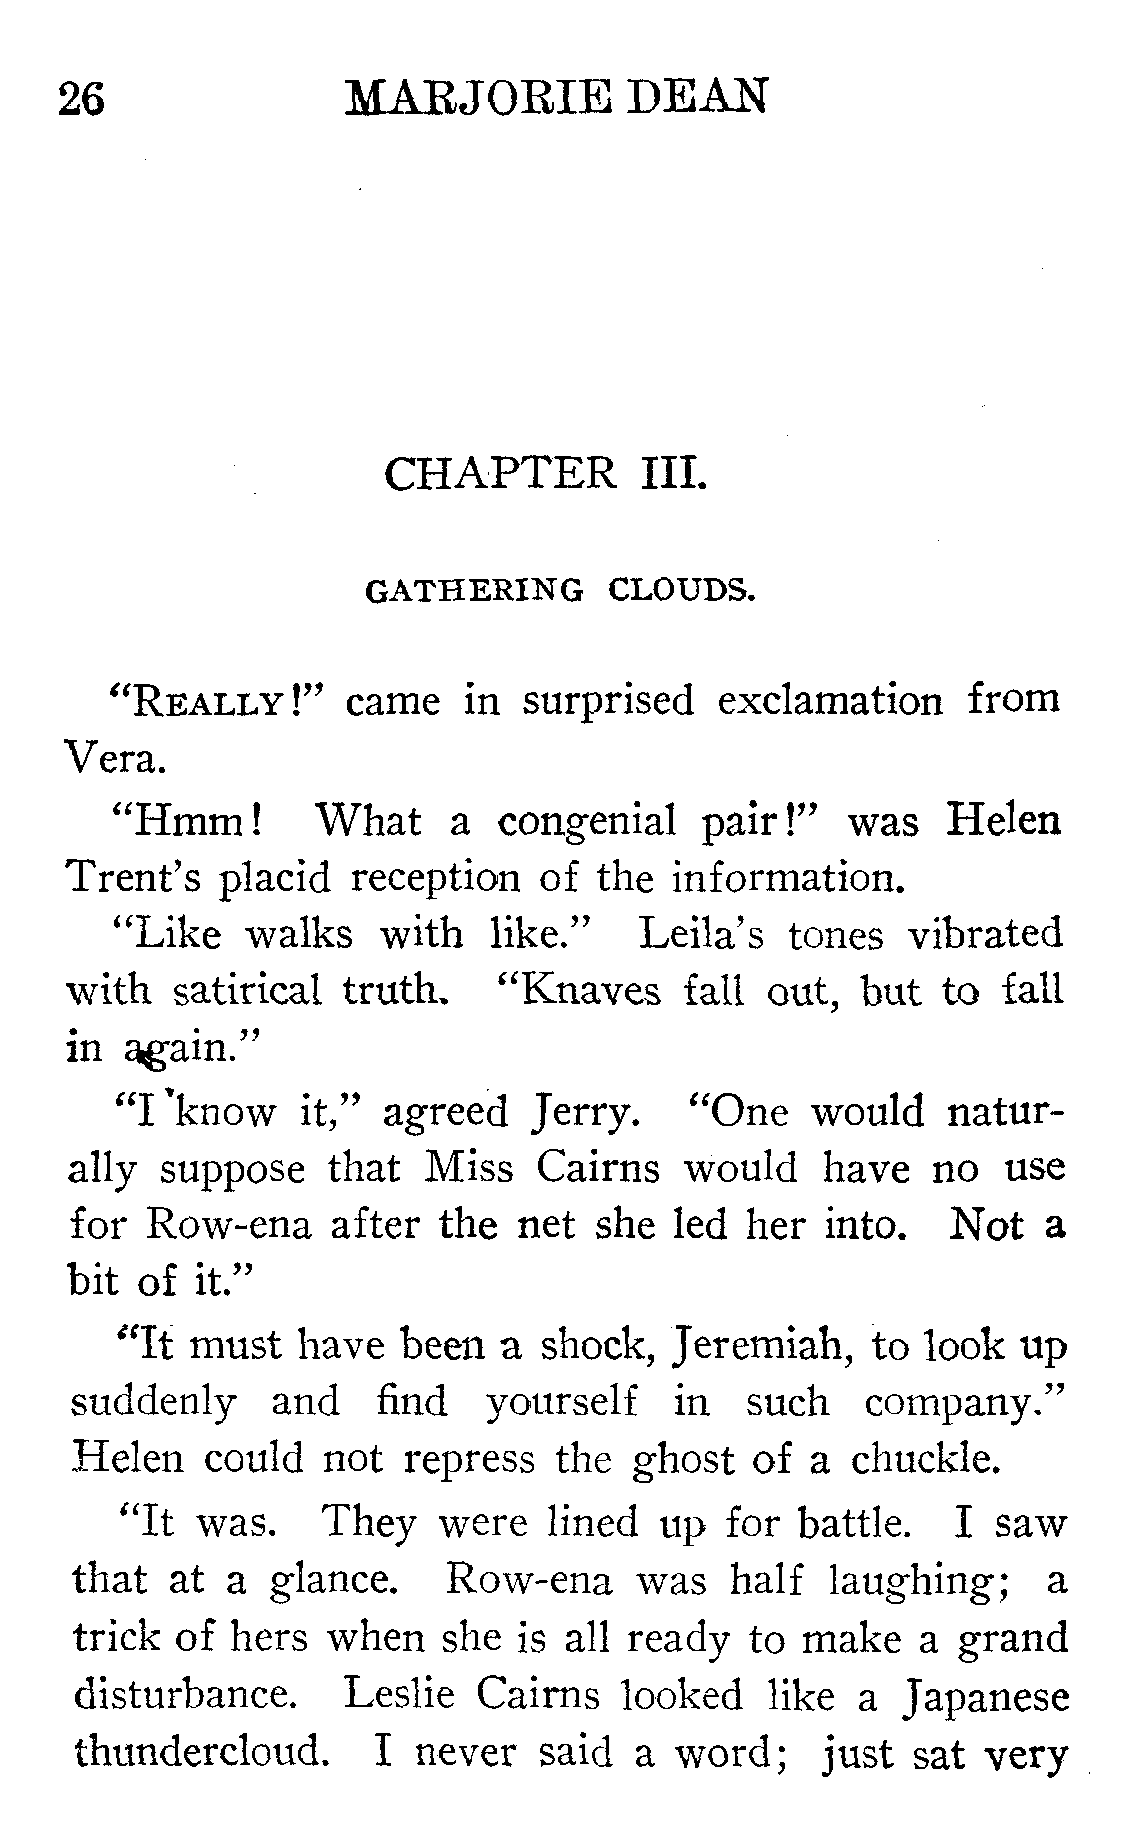 26 MARJORIE DEAN
CHAPTER III.
GATHERING CLOUDS.
“REALLY!” came in surprised exclamation from
Vera.
“Hmm! What a congenial pair!” was Helen
Trent’s placid reception of the information.
“Like walks with like.” Leila’s tones vibrated
with satirical truth. “Knaves fall out, but to fall
in again.”
“I know it,” agreed Jerry. “One would natur-
ally suppose that Miss Cairns would have no use
for Row-ena after the net she led her into. Not a
bit of it.”
“It must have been a shock, Jeremiah, to look up
suddenly and find yourself in such company.”
Helen could not repress the ghost of a chuckle.
“It was. They were lined up for battle. I saw
that at a glance. Row-ena was half laughing; a
trick of hers when she is all ready to make a grand
disturbance. Leslie Cairns looked like a Japanese
thundercloud. I never said a word; just sat very